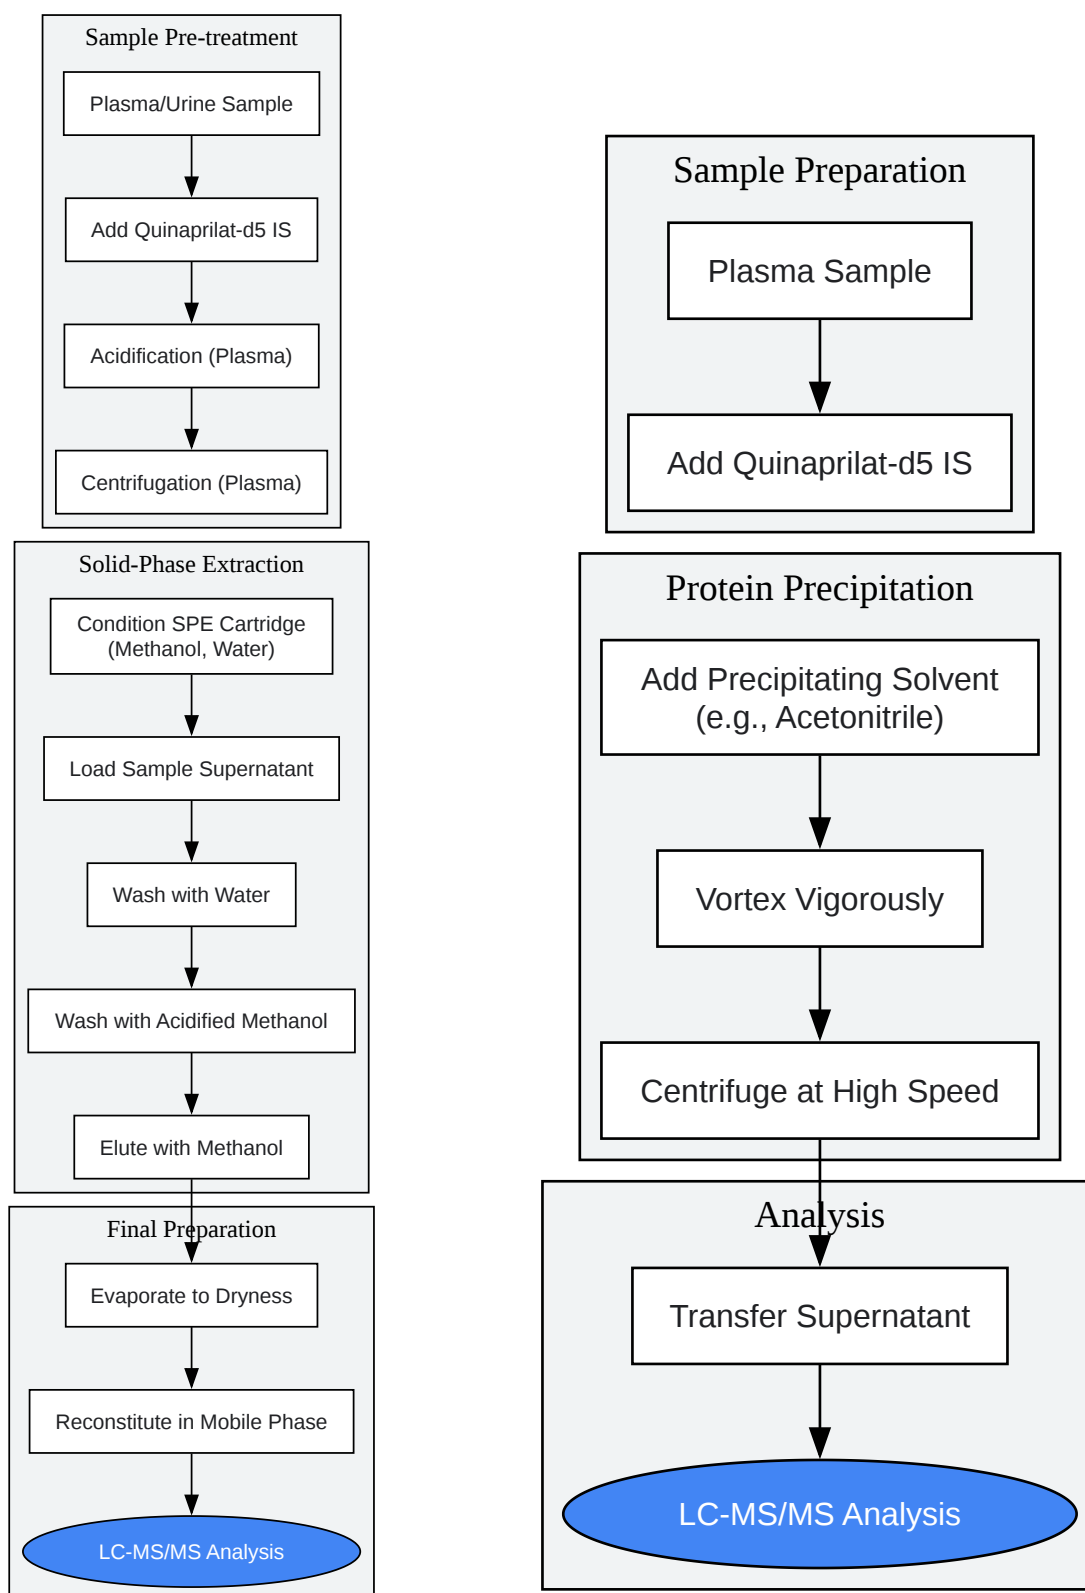 Sample Pre-treatment
Plasma/Urine Sample
Add Quinaprilat-d5 IS
Acidification (Plasma)
Centrifugation (Plasma)
Solid-Phase Extraction
Condition SPE Cartridge
(Methanol, Water)
Load Sample Supernatant
Wash with Water
Wash with Acidified Methanol
Elute with Methanol
Final Preparation
Evaporate to Dryness
Reconstitute in Mobile Phase
LC-MS/MS Analysis
Sample Preparation
Plasma Sample
Add Quinaprilat-d5 IS
Protein Precipitation
Add Precipitating Solvent
(e.g., Acetonitrile)
Vortex Vigorously
Centrifuge at High Speed
Analysis
Transfer Supernatant
LC-MS/MS Analysis